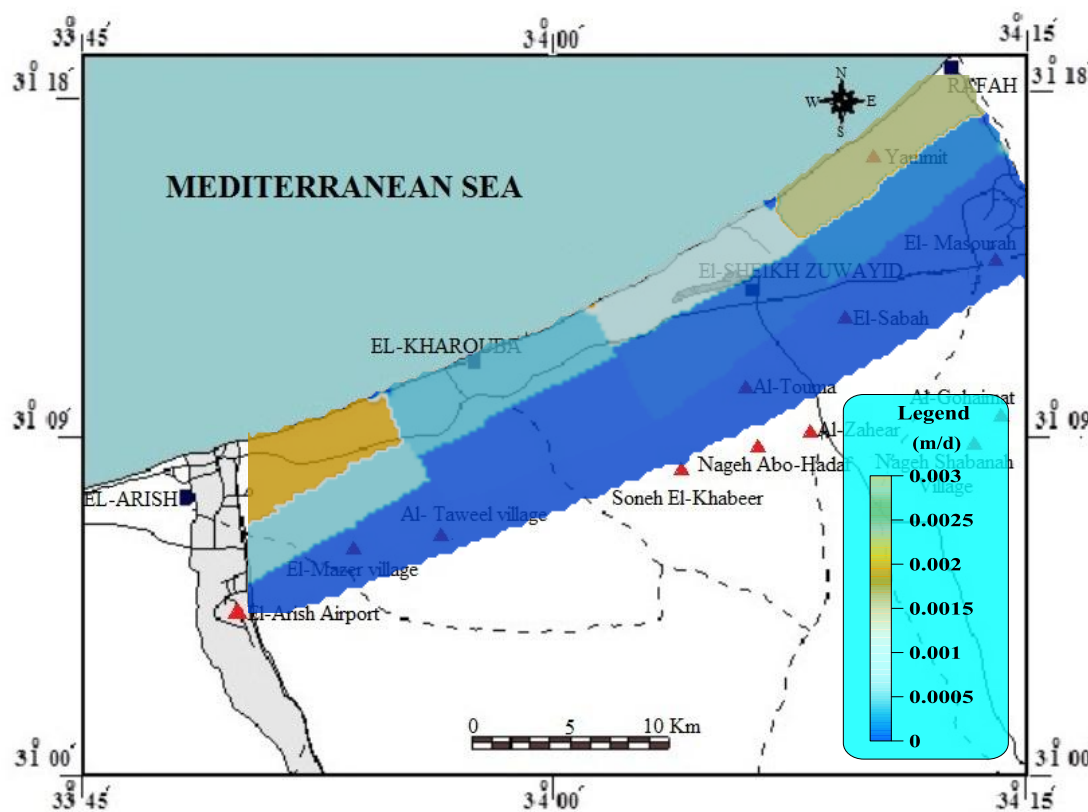 33° 45´
34° 00´
34° 15´
31° 18´
31° 18´
RAFAH
N
W E
S
Yaumit
MEDITERRANEAN SEA
El- Masourah
El-SHEIKH ZUWAYID
El-Sabah
EL-KHAROUBA
Al-Touma
Al-Gohaimat
31° 09´
31° 09´
Al-Zahear
Nageh Abo-Hadaf
Nageh Shabanah
Village
Soneh El-Khabeer
EL-ARISH
Al- Taweel village
El-Mazer village
El-Arish Airport
Legend
(m/d)
0.003
0.0025
0.002
0.0015
0.001
0.0005
0
0 5 10 Km
31° 00´
31° 00´
33° 45´
34° 00´
34° 15´